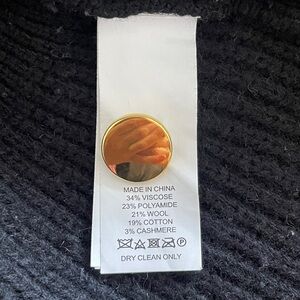 MADE IN CHINA
34% VISCOSE
23% POLYAMIDE
21% WOOL
19% COTTON
3% CASHMERE
P
DRY CLEAN ONLY